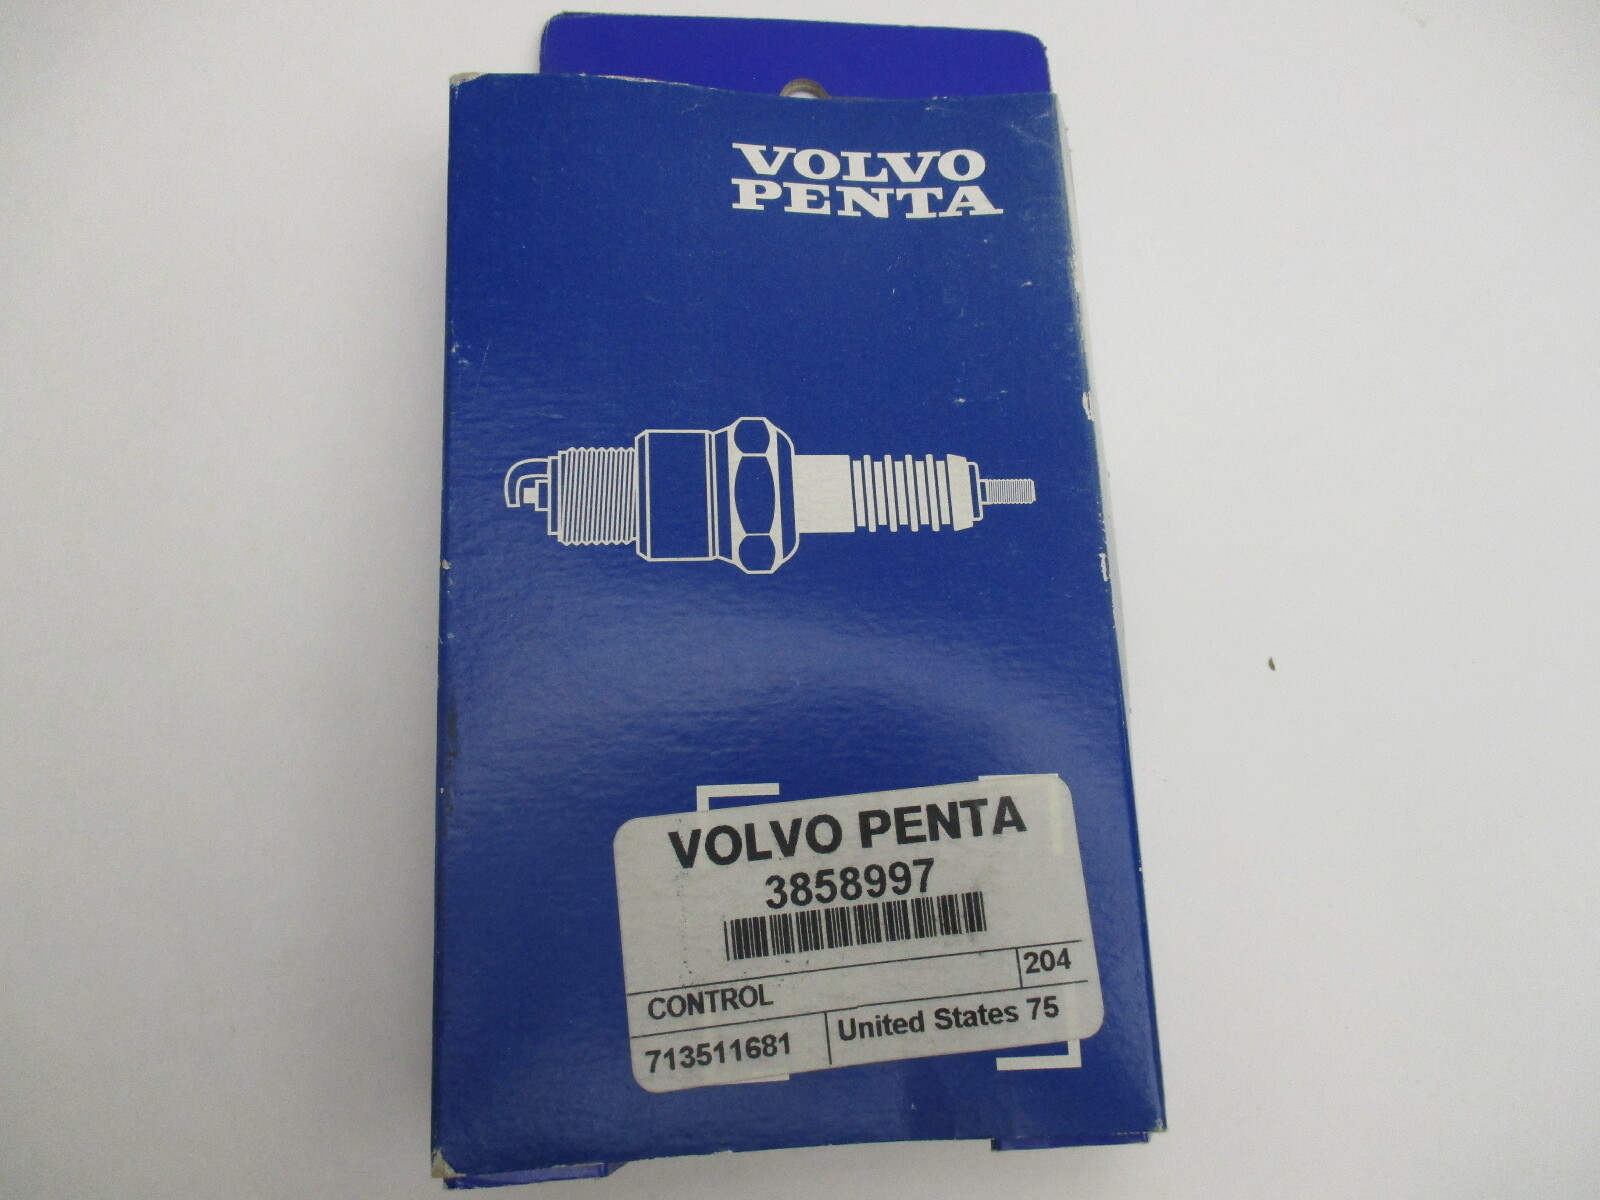 VOLVO
PENTA
VOLVO PENTA
3858997
CONTROL 204
713511681 United States 75